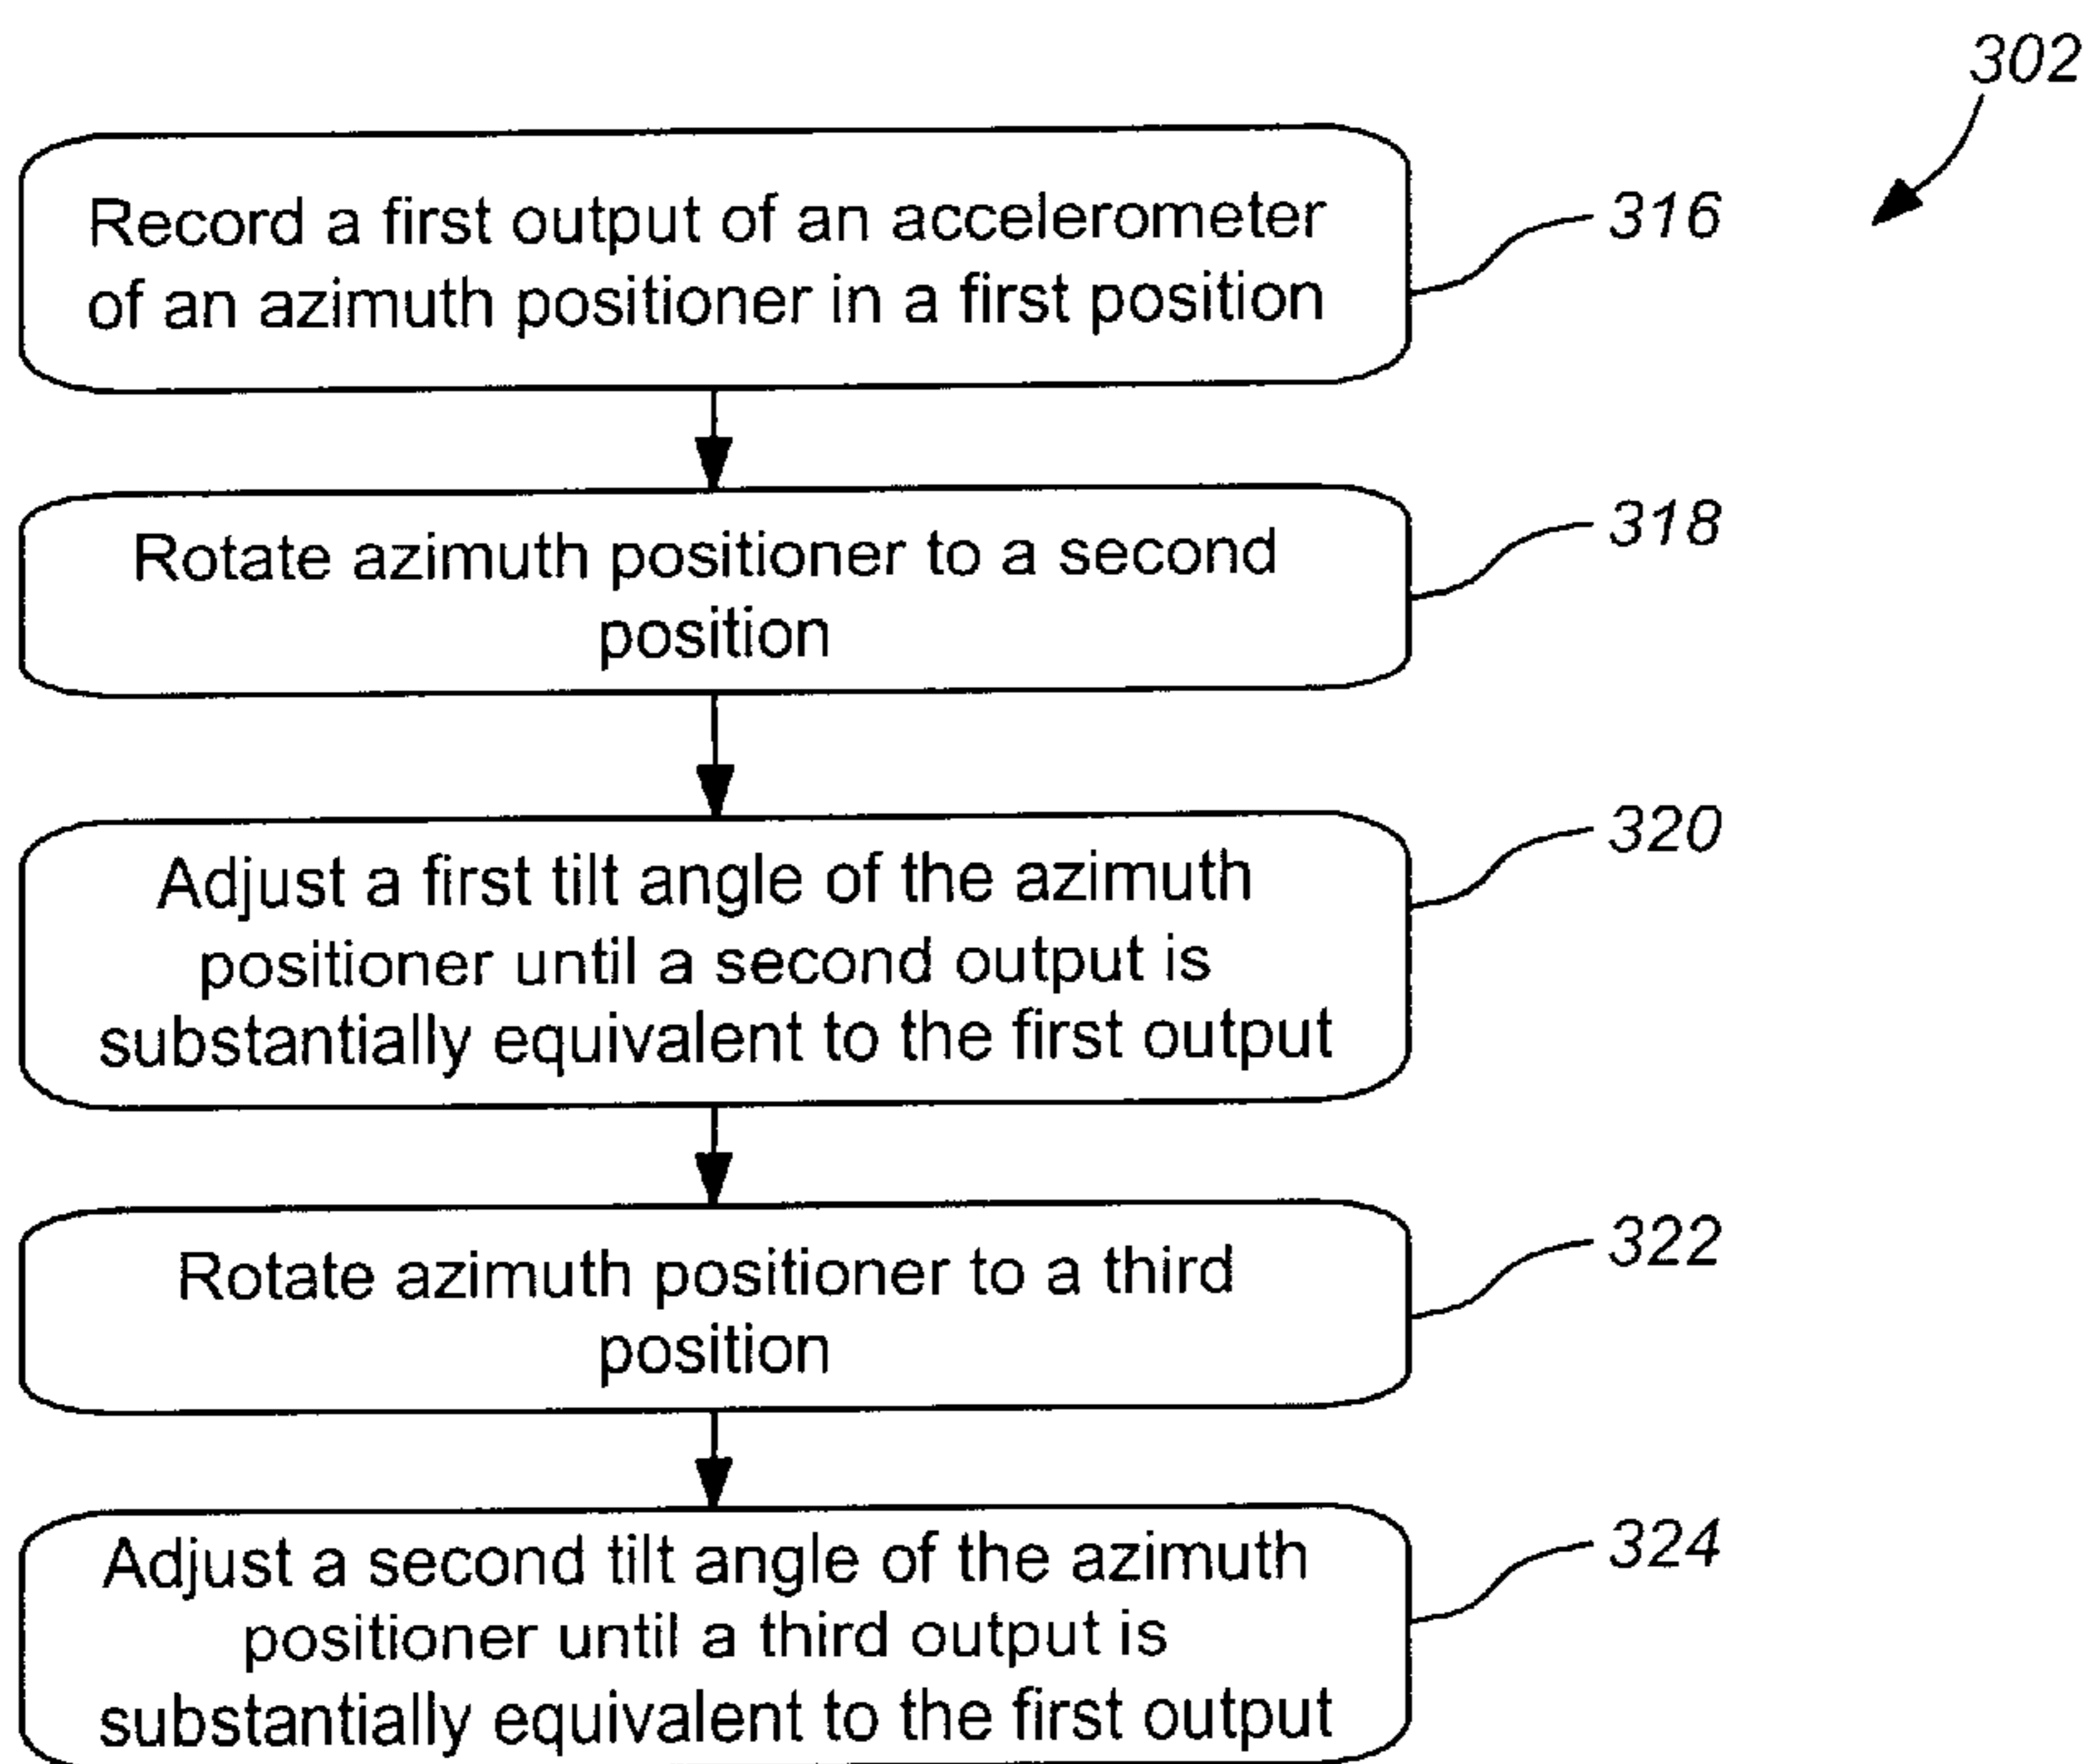 302
Record a first output of an accelerometer
of an azimuth positioner in a first position
316
Rotate azimuth positioner to a second
position
318
Adjust a first tilt angle of the azimuth
positioner until a second output is
substantially equivalent to the first output
320
Rotate azimuth positioner to a third
position
322
Adjust a second tilt angle of the azimuth
positioner until a third output is
substantially equivalent to the first output
324